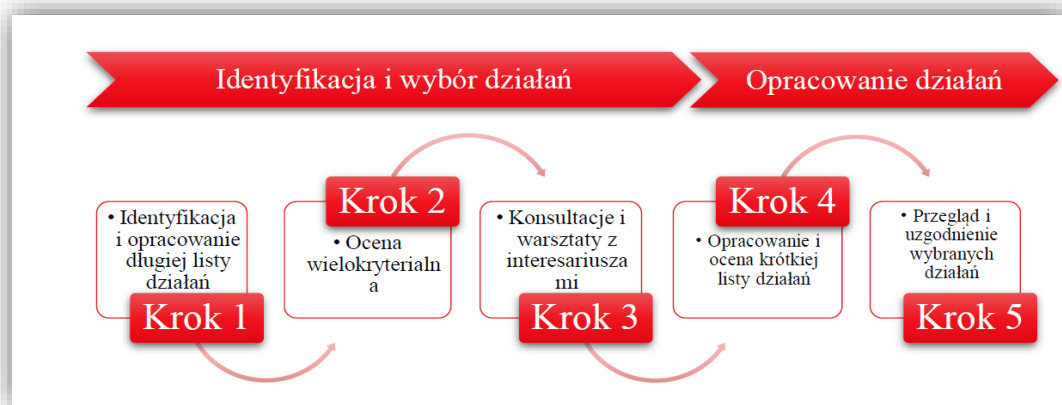 Identyfikacja i wybór działań
Opracowanie działań
• Identyfikacja
i opracowanie
długiej listy
działań
Krok 1
Krok 2
• Ocena
wielokryterialn
a
• Konsultacje i
warsztaty z
interesariusza
mi
Krok 3
Krok 4
• Opracowanie i
ocena krótkiej
listy działań
• Przegląd i
uzgodnienie
wybranych
działań
Krok 5